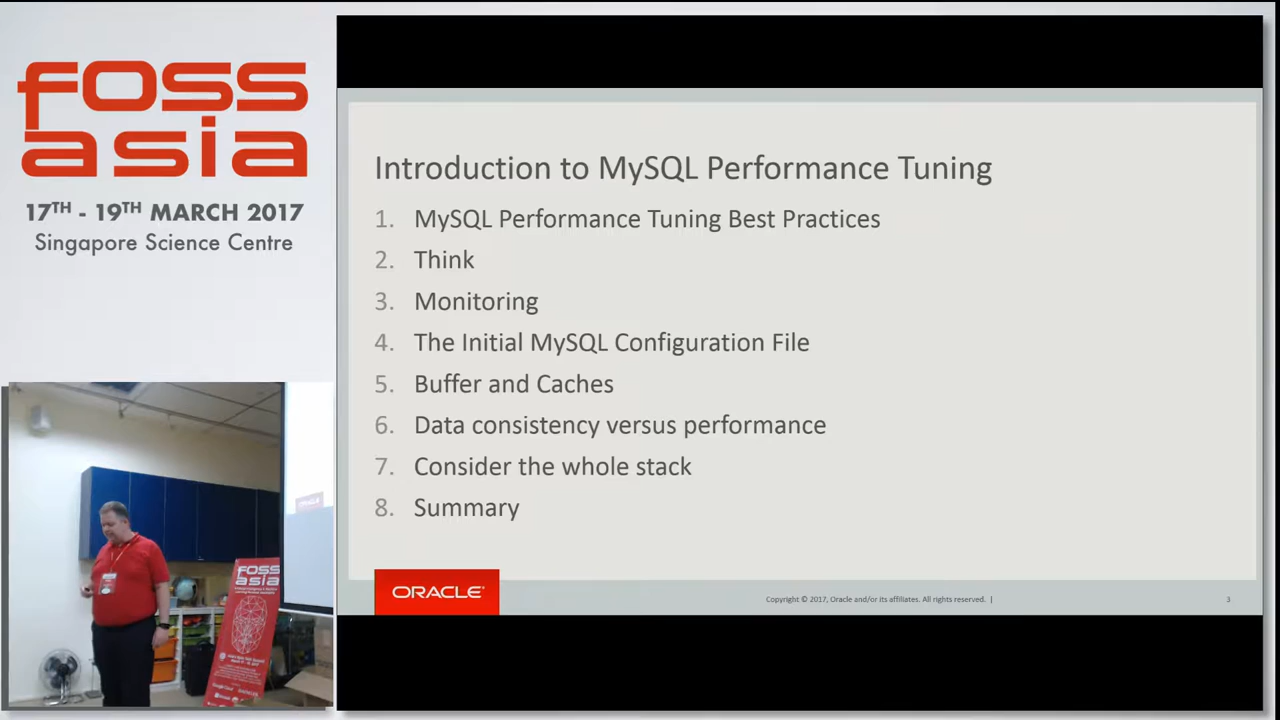 FOSS
asia
17TH - 19TH MARCH 2017
Singapore Science Centre
Introduction to MySQL Performance Tuning
1. MySQL Performance Tuning Best Practices
2. Think
3. Monitoring
4. The Initial MySQL Configuration File
5. Buffer and Caches
6. Data consistency versus performance
7. Consider the whole stack
8. Summary
ORACLE®
Copyright © 2017, Oracle and/or its affiliates. All rights reserved. |
3
FOSS
asia